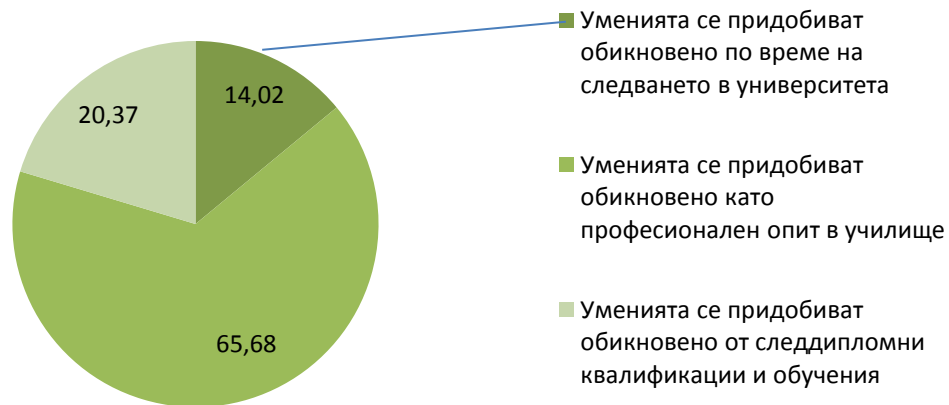 14,02
20,37
65,68
Уменията се придобиват
обикновено по време на
следването в университета
Уменията се придобиват
обикновено като
професионален опит в училище
Уменията се придобиват
обикновено от следдипломни
квалификации и обучения